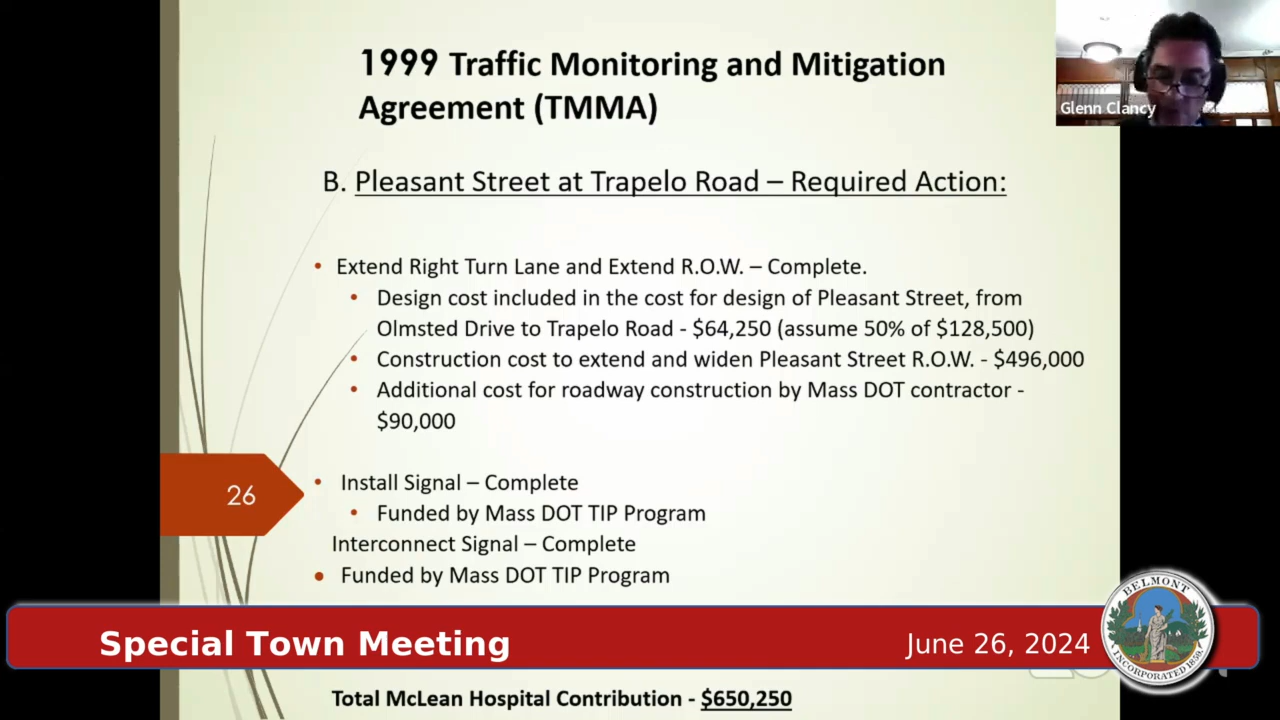 1999 Traffic Monitoring and Mitigation
Agreement (TMMA)
Glenn Clancy
B. Pleasant Street at Trapelo Road – Required Action:
• Extend Right Turn Lane and Extend R.O.W. – Complete.
• Design cost included in the cost for design of Pleasant Street, from
Olmsted Drive to Trapelo Road - $64,250 (assume 50% of $128,500)
• Construction cost to extend and widen Pleasant Street R.O.W. - $496,000
• Additional cost for roadway construction by Mass DOT contractor -
$90,000
26
• Install Signal – Complete
• Funded by Mass DOT TIP Program
Interconnect Signal – Complete
• Funded by Mass DOT TIP Program
Special Town Meeting
June 26, 2024
BELMONT
INCORPORATED 1859
Total McLean Hospital Contribution - $650,250